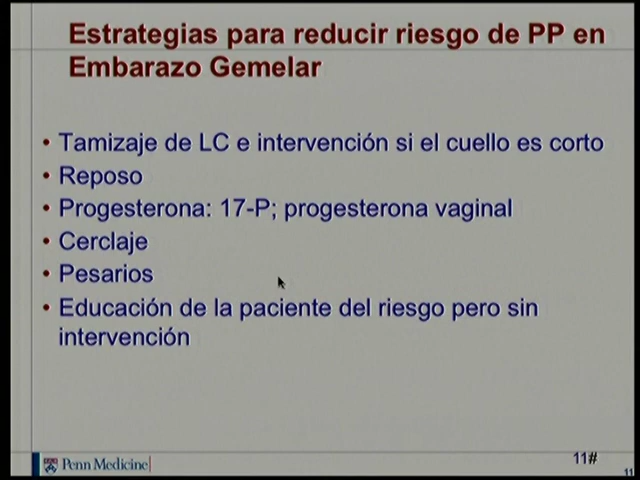 Estrategias para reducir riesgo de PP en
Embarazo Gemelar
• Tamizaje de LC e intervención si el cuello es corto
• Reposo
• Progesterona: 17-P; progesterona vaginal
• Cerclaje
• Pesarios
• Educación de la paciente del riesgo pero sin
intervención
Penn Medicine
11#
11